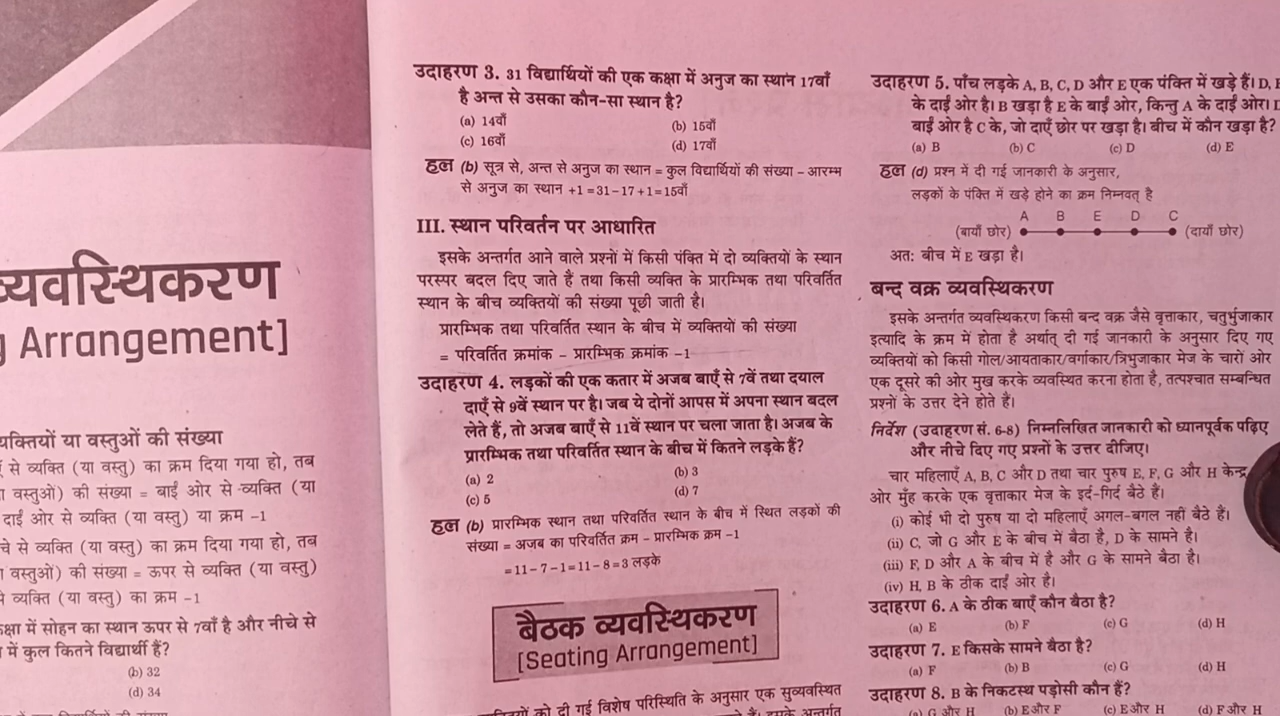 व्यवस्थिकरण
Arrangement]
व्यक्तियों या वस्तुओं की संख्या
से व्यक्ति (या वस्तु) का क्रम दिया गया हो, तब
वस्तुओं) की संख्या = बाईं ओर से व्यक्ति (या
दाईं ओर से व्यक्ति (या वस्तु) या क्रम -1
से व्यक्ति (या वस्तु) का क्रम दिया गया हो, तब
वस्तुओं) की संख्या = ऊपर से व्यक्ति (या वस्तु)
व्यक्ति (या वस्तु) का क्रम -1
में सोहन का स्थान ऊपर से 7वाँ है और नीचे से
में कुल कितने विद्यार्थी हैं?
(b) 32
(d) 34
उदाहरण 3. 31 विद्यार्थियों की एक कक्षा में अनुज का स्थान 17वाँ
है अन्त से उसका कौन-सा स्थान है?
(a) 14वाँ (b) 15वाँ
(c) 16वाँ (d) 17वाँ
हल (b) सूत्र से, अन्त से अनुज का स्थान = कुल विद्यार्थियों की संख्या – आरम्भ
से अनुज का स्थान +1 = 31 – 17 + 1 = 15वाँ
III. स्थान परिवर्तन पर आधारित
इसके अन्तर्गत आने वाले प्रश्नों में किसी पंक्ति में दो व्यक्तियों के स्थान
परस्पर बदल दिए जाते हैं तथा किसी व्यक्ति के प्रारम्भिक तथा परिवर्तित
स्थान के बीच व्यक्तियों की संख्या पूछी जाती है।
प्रारम्भिक तथा परिवर्तित स्थान के बीच में व्यक्तियों की संख्या
= परिवर्तित क्रमांक – प्रारम्भिक क्रमांक -1
उदाहरण 4. लड़कों की एक कतार में अजब बाएँ से 7वें तथा दयाल
दाएँ से 9वें स्थान पर है। जब ये दोनों आपस में अपना स्थान बदल
लेते हैं, तो अजब बाएँ से 11वें स्थान पर चला जाता है। अजब के
प्रारम्भिक तथा परिवर्तित स्थान के बीच में कितने लड़के हैं?
(a) 2 (b) 3
(c) 5 (d) 7
हल (b) प्रारम्भिक स्थान तथा परिवर्तित स्थान के बीच में स्थित लड़कों की
संख्या = अजब का परिवर्तित क्रम – प्रारम्भिक क्रम -1
= 11 – 7 – 1 = 11 – 8 = 3 लड़के
बैठक व्यवस्थिकरण
[Seating Arrangement]
को दी गई विशेष परिस्थिति के अनुसार एक सुव्यवस्थित
उदाहरण 5. पाँच लड़के A, B, C, D और E एक पंक्ति में खड़े हैं। D,
के दाईं ओर है। B खड़ा है E के बाईं ओर, किन्तु A के दाईं ओर।
बाईं ओर है C के, जो दाएँ छोर पर खड़ा है। बीच में कौन खड़ा है?
(a) B (b) C (c) D (d) E
हल (d) प्रश्न में दी गई जानकारी के अनुसार,
लड़कों के पंक्ति में खड़े होने का क्रम निम्नवत् है
A B E D C
(बायाँ छोर) (दायाँ छोर)
अतः बीच में E खड़ा है।
बन्द वक्र व्यवस्थिकरण
इसके अन्तर्गत व्यवस्थिकरण किसी बन्द वक्र जैसे वृत्ताकार, चतुर्भुजाकार
इत्यादि के क्रम में होता है अर्थात् दी गई जानकारी के अनुसार दिए गए
व्यक्तियों को किसी गोल/आयताकार/वर्गाकार/त्रिभुजाकार मेज के चारों ओर
एक दूसरे की ओर मुख करके व्यवस्थित करना होता है, तत्पश्चात सम्बन्धित
प्रश्नों के उत्तर देने होते हैं।
निर्देश (उदाहरण सं. 6-8) निम्नलिखित जानकारी को ध्यानपूर्वक पढ़िए
और नीचे दिए गए प्रश्नों के उत्तर दीजिए।
चार महिलाएँ A, B, C और D तथा चार पुरुष E, F, G और H केन्द्र
ओर मुँह करके एक वृत्ताकार मेज के इर्द-गिर्द बैठे हैं।
(i) कोई भी दो पुरुष या दो महिलाएँ अगल-बगल नहीं बैठे हैं।
(ii) C, जो G और E के बीच में बैठा है, D के सामने है।
(iii) F, D और A के बीच में है और G के सामने बैठा है।
(iv) H, B के ठीक दाईं ओर है।
उदाहरण 6. A के ठीक बाएँ कौन बैठा है?
(a) E (b) F (c) G (d) H
उदाहरण 7. E किसके सामने बैठा है?
(a) F (b) B (c) G (d) H
उदाहरण 8. B के निकटस्थ पड़ोसी कौन हैं?
(a) G और H (b) E और F (c) E और H (d) F और H